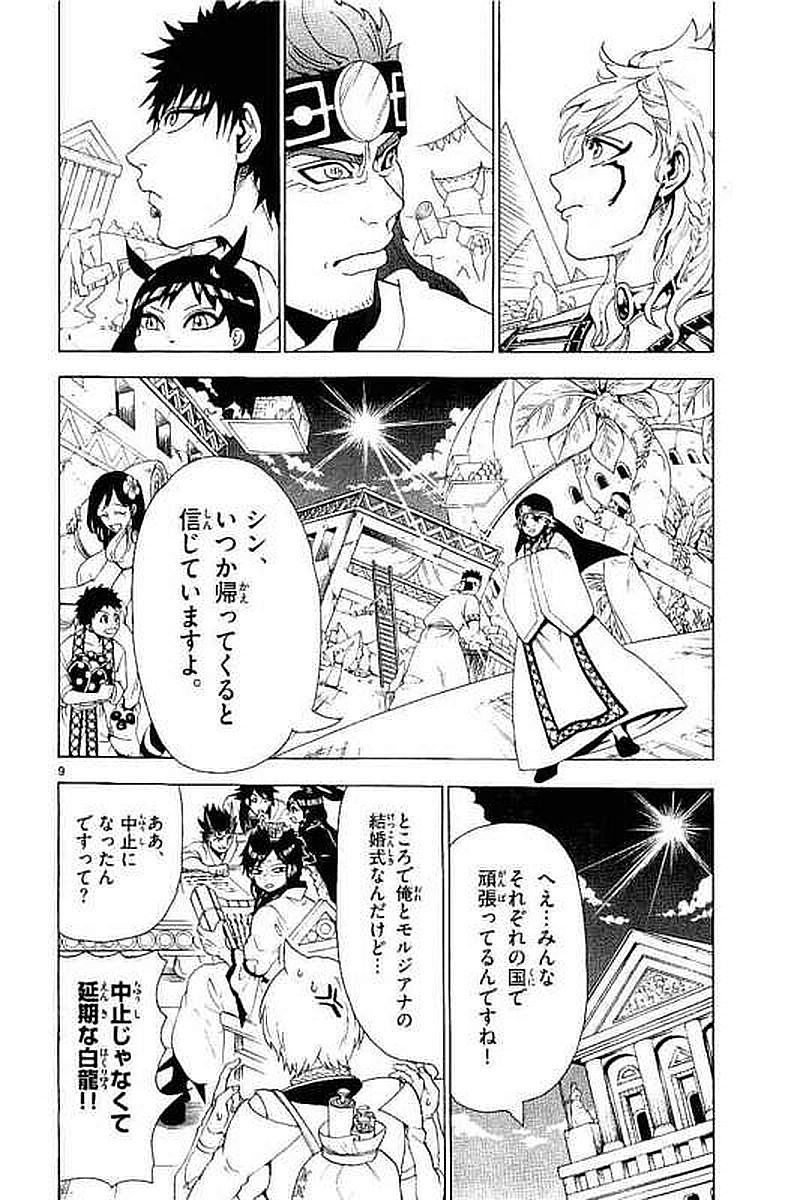 シン、
いつか帰ってくると
信じていますよ。
へえ…みんな
それぞれの国で
頑張ってるんですね！
ところで俺とモルジアナの
結婚式なんだけど…
ああ、
中止に
なったん
ですって？
中止じゃなくて
延期な白龍!!
9